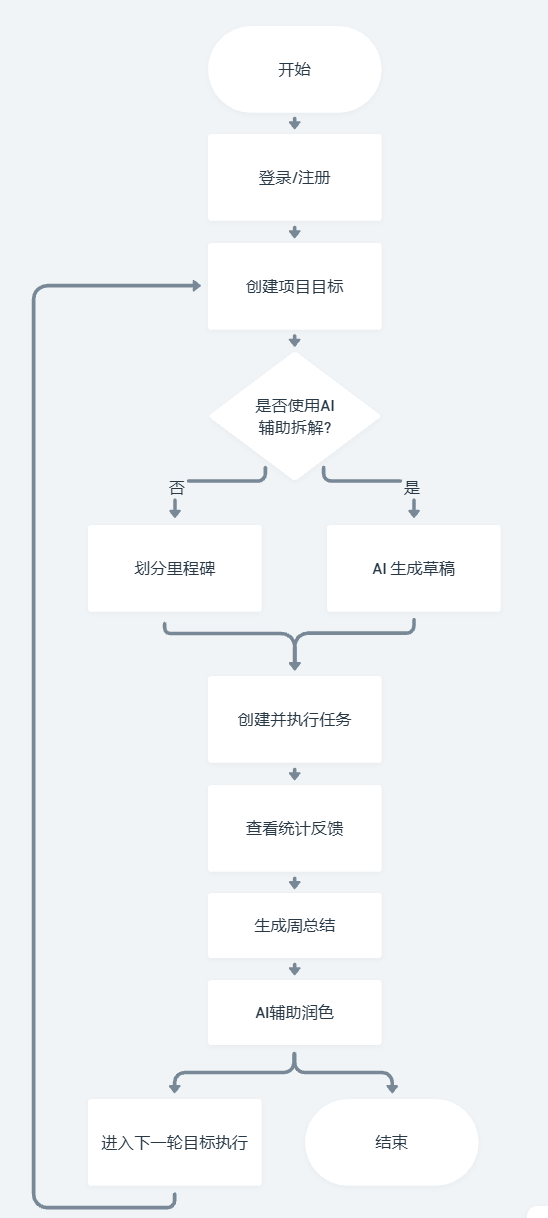 开始
登录/注册
创建项目目标
是否使用AI
辅助拆解?
否
是
划分里程碑
AI 生成草稿
创建并执行任务
查看统计反馈
生成周总结
AI辅助润色
进入下一轮目标执行
结束